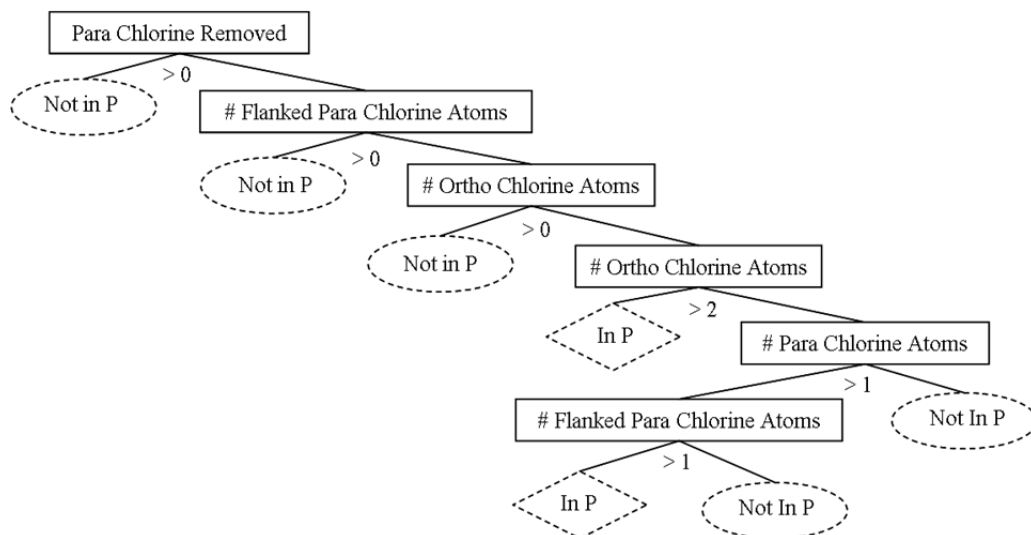 Para Chlorine Removed
> 0
Not in P
# Flanked Para Chlorine Atoms
> 0
Not in P
# Ortho Chlorine Atoms
> 0
Not in P
# Ortho Chlorine Atoms
> 2
In P
# Para Chlorine Atoms
> 1
# Flanked Para Chlorine Atoms
Not In P
> 1
In P
Not In P